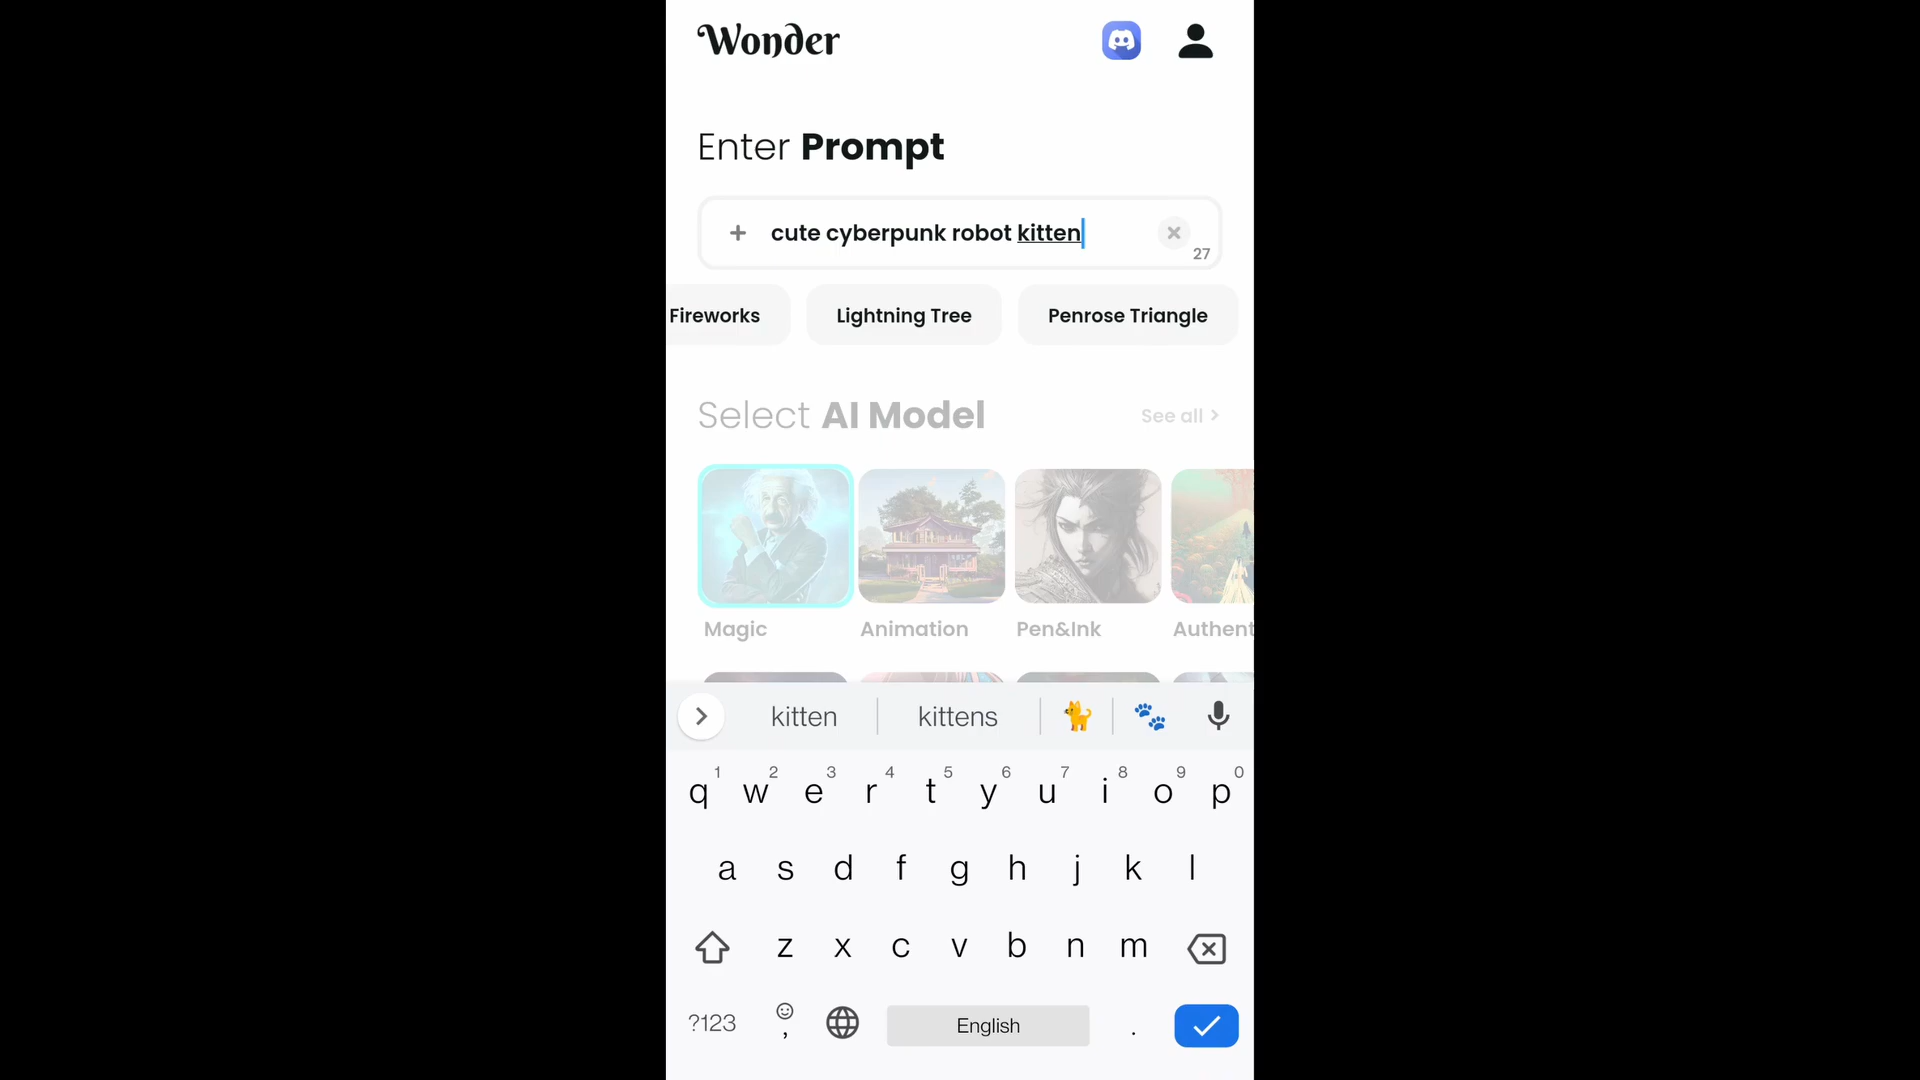 Wonder
Enter Prompt
cute cyberpunk robot kitten
27
Fireworks Lightning Tree Penrose Triangle
Select AI Model See all >
Magic Animation Pen&Ink Authent
kitten kittens
1 2 3 4 5 6 7 8 9 0
q w e r t y u i o p
a s d f g h j k l
z x c v b n m
?123 , English .